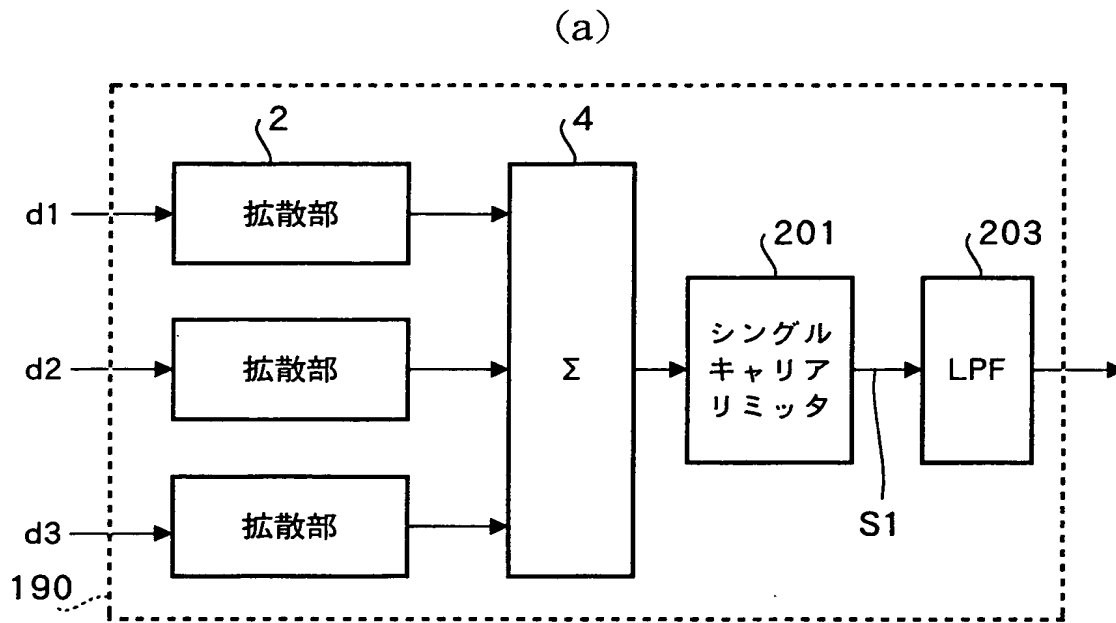 (a)
2
4
d1
拡散部
201
203
d2
拡散部
Σ
シングル
キャリア
リミッタ
LPF
d3
拡散部
S1
190